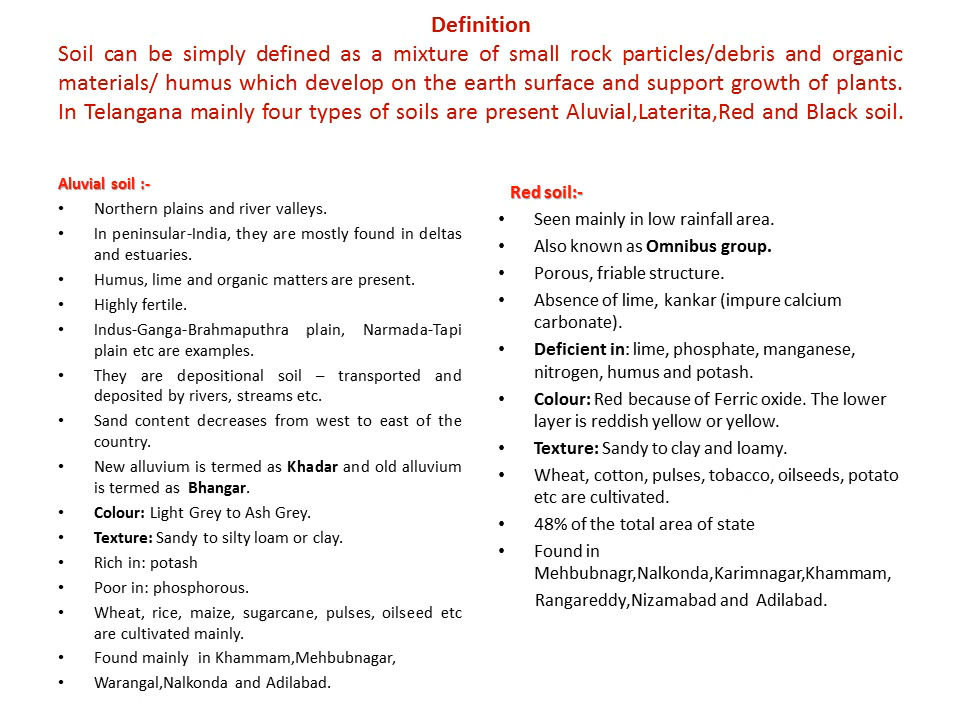 Definition
Soil can be simply defined as a mixture of small rock particles/debris and organic
materials/ humus which develop on the earth surface and support growth of plants.
In Telangana mainly four types of soils are present Aluvial,Laterita,Red and Black soil.
Aluvial soil :-
• Northern plains and river valleys.
• In peninsular-India, they are mostly found in deltas
and estuaries.
• Humus, lime and organic matters are present.
• Highly fertile.
• Indus-Ganga-Brahmaputhra plain, Narmada-Tapi
plain etc are examples.
• They are depositional soil – transported and
deposited by rivers, streams etc.
• Sand content decreases from west to east of the
country.
• New alluvium is termed as Khadar and old alluvium
is termed as Bhangar.
• Colour: Light Grey to Ash Grey.
• Texture: Sandy to silty loam or clay.
• Rich in: potash
• Poor in: phosphorous.
• Wheat, rice, maize, sugarcane, pulses, oilseed etc
are cultivated mainly.
• Found mainly in Khammam,Mehbubnagar,
• Warangal,Nalkonda and Adilabad.
Red soil:-
• Seen mainly in low rainfall area.
• Also known as Omnibus group.
• Porous, friable structure.
• Absence of lime, kankar (impure calcium
carbonate).
• Deficient in: lime, phosphate, manganese,
nitrogen, humus and potash.
• Colour: Red because of Ferric oxide. The lower
layer is reddish yellow or yellow.
• Texture: Sandy to clay and loamy.
• Wheat, cotton, pulses, tobacco, oilseeds, potato
etc are cultivated.
• 48% of the total area of state
• Found in
Mehbubnagr,Nalkonda,Karimnagar,Khammam,
Rangareddy,Nizamabad and Adilabad.